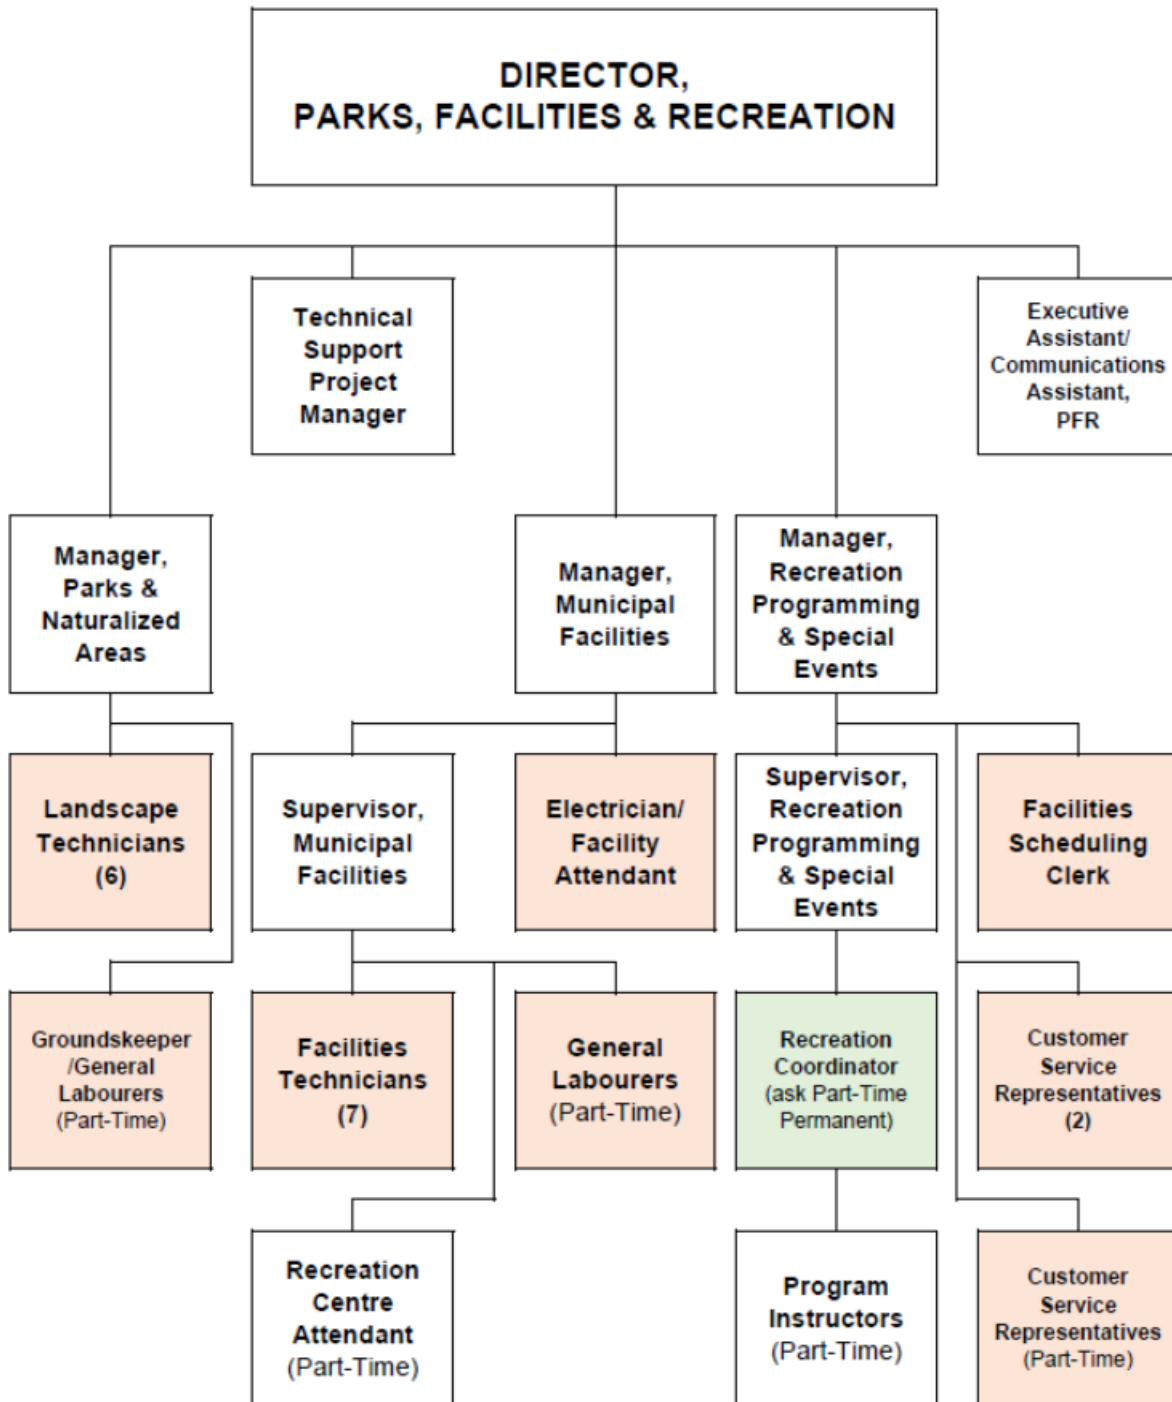 DIRECTOR,
PARKS, FACILITIES & RECREATION
Technical
Support
Project
Manager
Executive
Assistant/
Communications
Assistant,
PFR
Manager,
Parks &
Naturalized
Areas
Manager,
Municipal
Facilities
Manager,
Recreation
Programming
& Special
Events
Landscape
Technicians
(6)
Supervisor,
Municipal
Facilities
Electrician/
Facility
Attendant
Supervisor,
Recreation
Programming
& Special
Events
Facilities
Scheduling
Clerk
Groundskeeper
/General
Labourers
(Part-Time)
Facilities
Technicians
(7)
General
Labourers
(Part-Time)
Recreation
Coordinator
(ask Part-Time
Permanent)
Customer
Service
Representatives
(2)
Recreation
Centre
Attendant
(Part-Time)
Program
Instructors
(Part-Time)
Customer
Service
Representatives
(Part-Time)